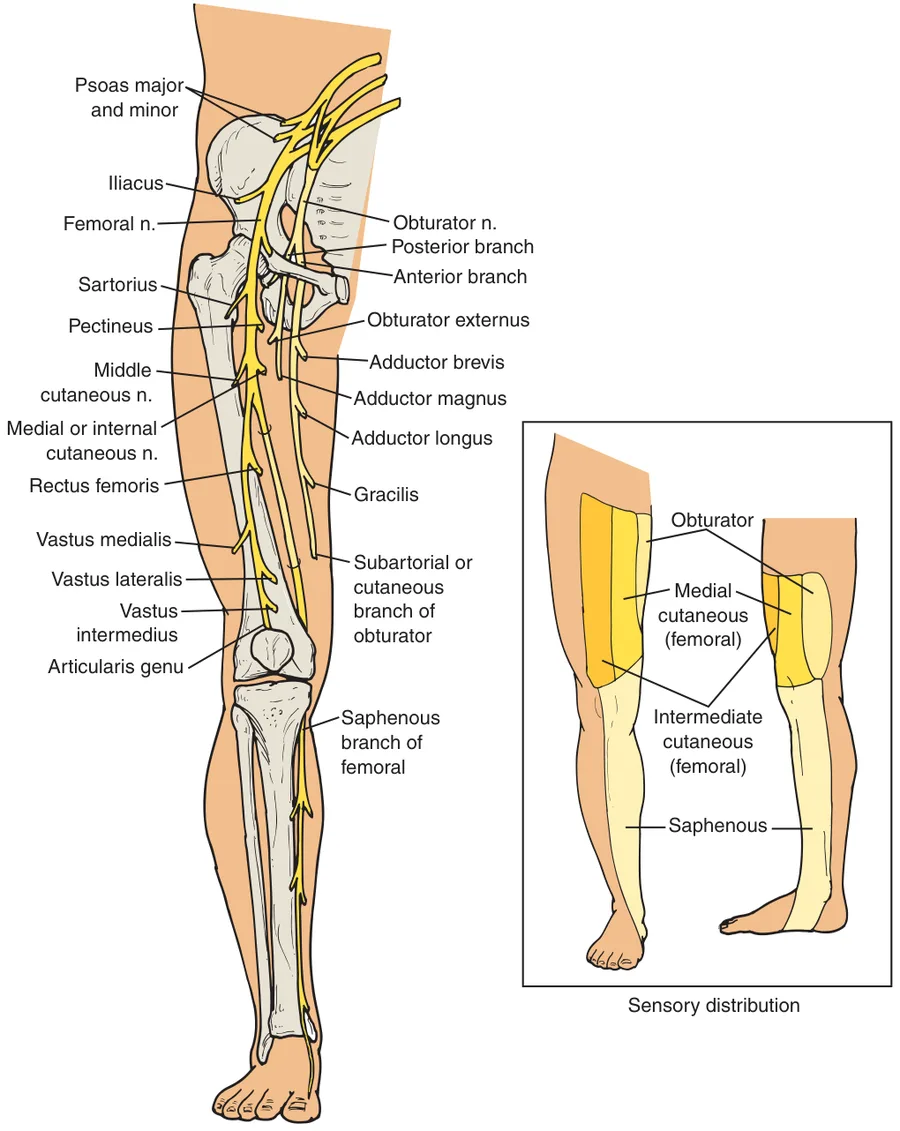 Psoas major
and minor
Iliacus
Femoral n.
Sartorius
Pectineus
Middle
cutaneous n.
Medial or internal
cutaneous n.
Rectus femoris
Vastus medialis
Vastus lateralis
Vastus
intermedius
Articularis genu
Obturator n.
Posterior branch
Anterior branch
Obturator externus
Adductor brevis
Adductor magnus
Adductor longus
Gracilis
Subartorial or
cutaneous
branch of
obturator
Saphenous
branch of
femoral
Obturator
Medial
cutaneous
(femoral)
Intermediate
cutaneous
(femoral)
Saphenous
Sensory distribution